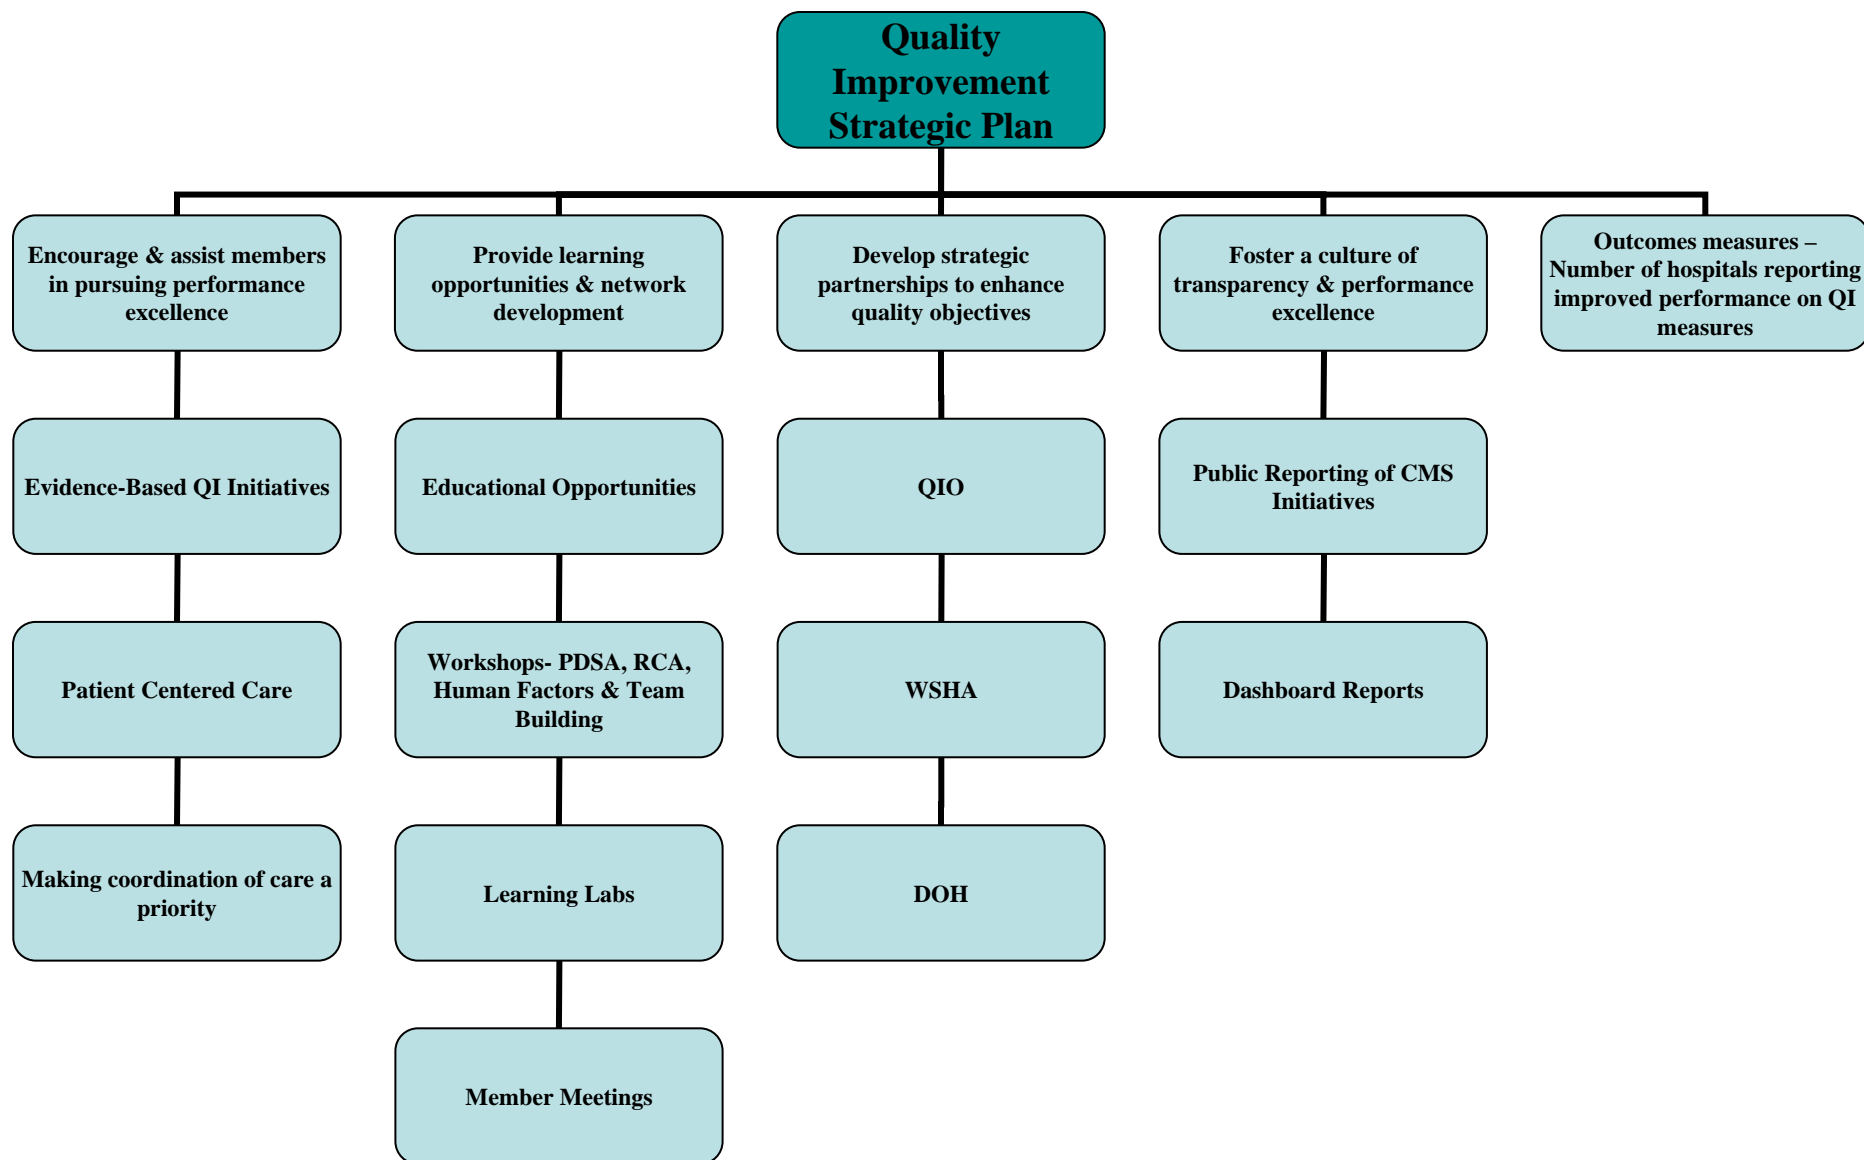 Quality
Improvement
Strategic Plan
Encourage & assist members
in pursuing performance
excellence
Provide learning
opportunities & network
development
Develop strategic
partnerships to enhance
quality objectives
Foster a culture of
transparency & performance
excellence
Outcomes measures –
Number of hospitals reporting
improved performance on QI
measures
Evidence-Based QI Initiatives
Educational Opportunities
QIO
Public Reporting of CMS
Initiatives
Patient Centered Care
Workshops- PDSA, RCA,
Human Factors & Team
Building
WSHA
Dashboard Reports
Making coordination of care a
priority
Learning Labs
DOH
Member Meetings